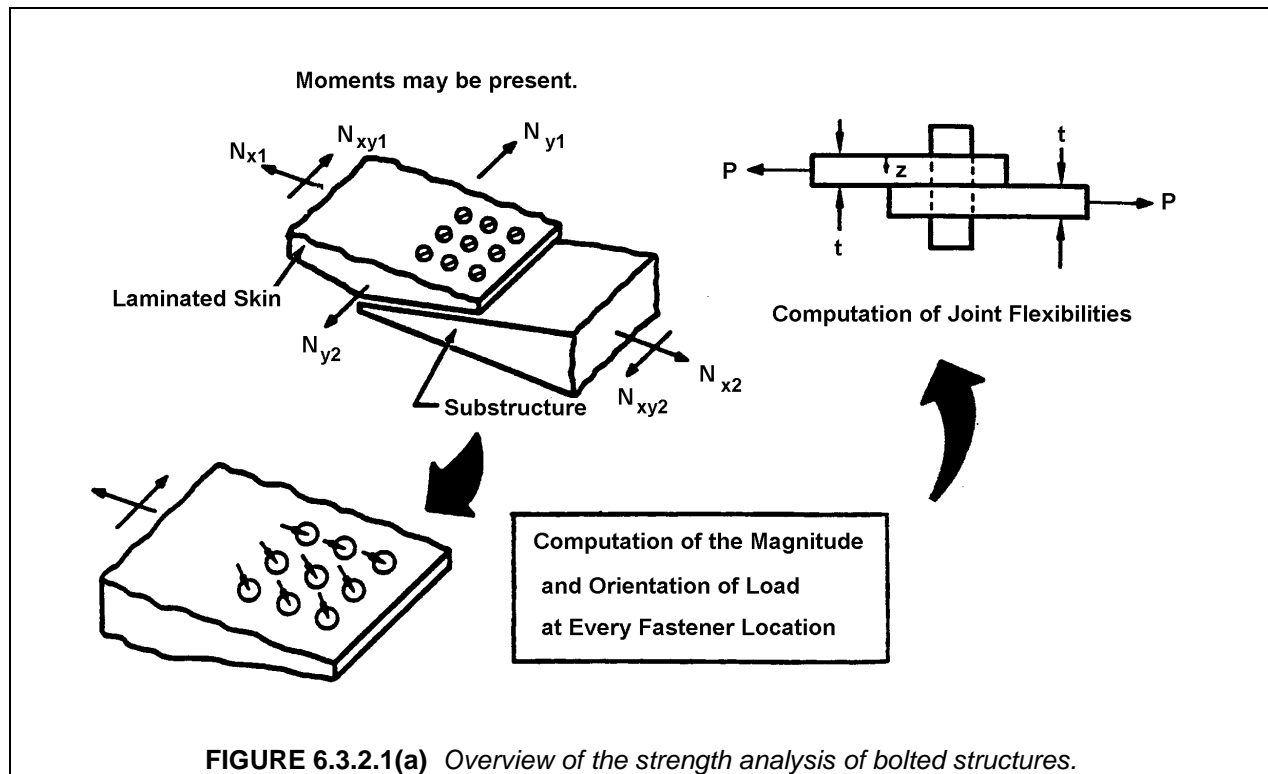 Moments may be present.
N xy1
N y1
N x1
Laminated Skin
N y2
Substructure
N xy2
N x2
P
t
z
t
P
Computation of Joint Flexibilities
Computation of the Magnitude
and Orientation of Load
at Every Fastener Location
FIGURE 6.3.2.1(a) Overview of the strength analysis of bolted structures.